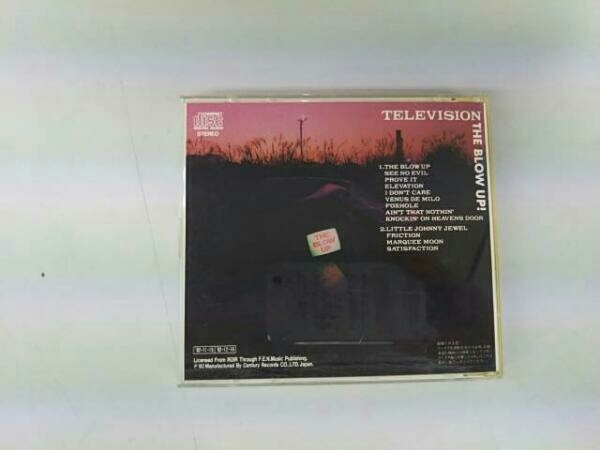 COMPACT
DISC
DIGITAL AUDIO
STEREO
TELEVISION
THE BLOW UP!
1.THE BLOW UP
SEE NO EVIL
PROVE IT
ELEVATION
I DON'T CARE
VENUS DE MILO
FOXHOLE
AIN'T THAT NOTHIN'
KNOCKIN' ON HEAVENS DOOR
2.LITTLE JOHNNY JEWEL
FRICTION
MARQUEE MOON
SATISFACTION
THE
BLOW
UP
Licensed From ROIR Through F.E.N.Music Publishing.
Manufactured By Century Records CO.,LTD.Japan.